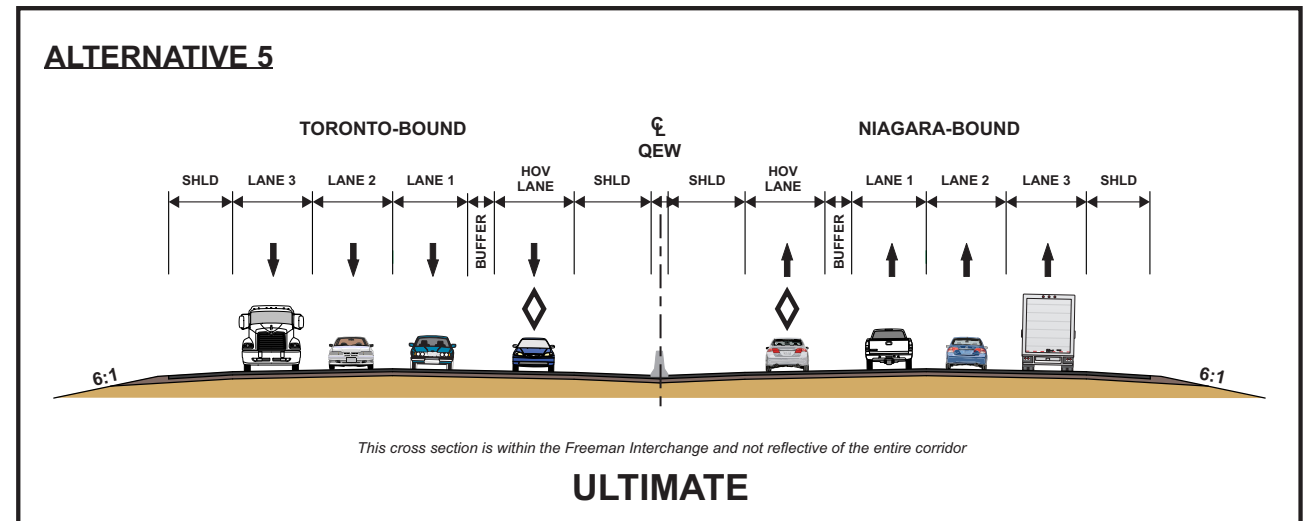 ALTERNATIVE 5
TORONTO-BOUND
℄
QEW
NIAGARA-BOUND
SHLD LANE 3 LANE 2 LANE 1 BUFFER HOV LANE SHLD SHLD HOV LANE BUFFER LANE 1 LANE 2 LANE 3 SHLD
6:1
6:1
This cross section is within the Freeman Interchange and not reflective of the entire corridor
ULTIMATE